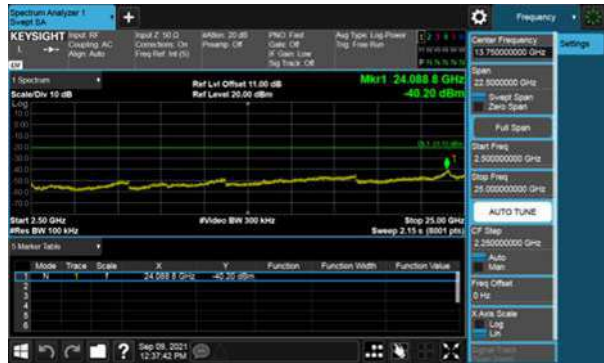 Spectrum Analyzer 1
Swept SA
Frequency
KEYSIGHT
Input: RF
Coupling: AC
Align: Auto
Input Z: 50 Ω
Corrections: On
Freq Ref: Int (S)
#Atten: 20 dB
Preamp: Off
PNO: Fast
Gate: Off
IF Gain: Low
Sig Track: Off
Avg Type: Log-Power
Trig: Free Run
1 Spectrum
Scale/Div 10 dB
Log
Ref Lvl Offset 11.00 dB
Ref Level 20.00 dBm
Mkr1 24.088 8 GHz
-40.20 dBm
10.0
0.00
1
Start 2.50 GHz
#Res BW 100 kHz
#Video BW 300 kHz
Stop 25.00 GHz
Sweep 2.15 s (8001 pts)
5 Marker Table
Mode Trace Scale X Y Function Function Width Function Value
1 N 1 f 24.088 8 GHz -40.20 dBm
2
3
4
5
6
Sep 09, 2021
12:37:42 PM
Center Frequency
13.750000000 GHz
Settings
Span
22.5000000 GHz
Swept Span
Zero Span
Full Span
Start Freq
2.500000000 GHz
Stop Freq
25.000000000 GHz
AUTO TUNE
CF Step
2.250000000 GHz
Auto
Man
Freq Offset
0 Hz
X Axis Scale
Log
Lin